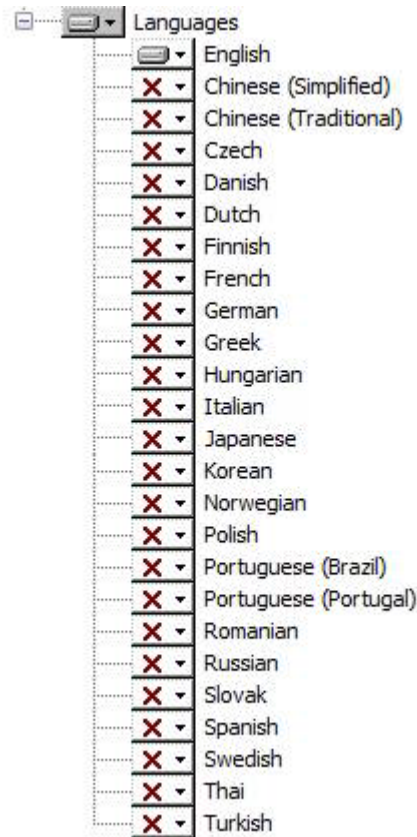 Languages
English
Chinese (Simplified)
Chinese (Traditional)
Czech
Danish
Dutch
Finnish
French
German
Greek
Hungarian
Italian
Japanese
Korean
Norwegian
Polish
Portuguese (Brazil)
Portuguese (Portugal)
Romanian
Russian
Slovak
Spanish
Swedish
Thai
Turkish